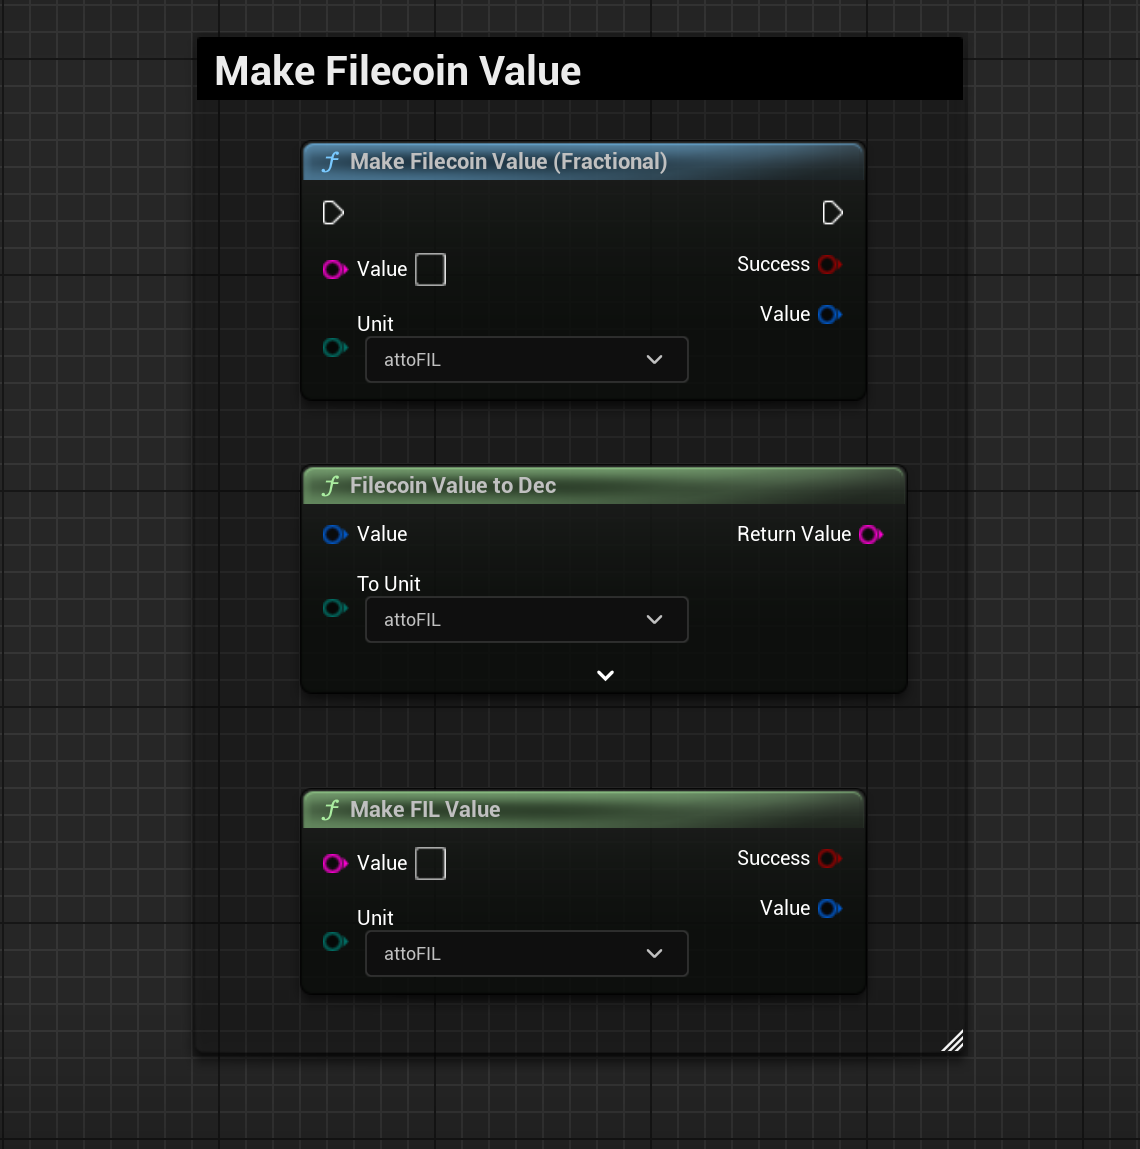 Make Filecoin Value
f Make Filecoin Value (Fractional)
Value
Success
Value
Unit
attoFIL
f Filecoin Value to Dec
Value
Return Value
To Unit
attoFIL
f Make FIL Value
Value
Success
Value
Unit
attoFIL